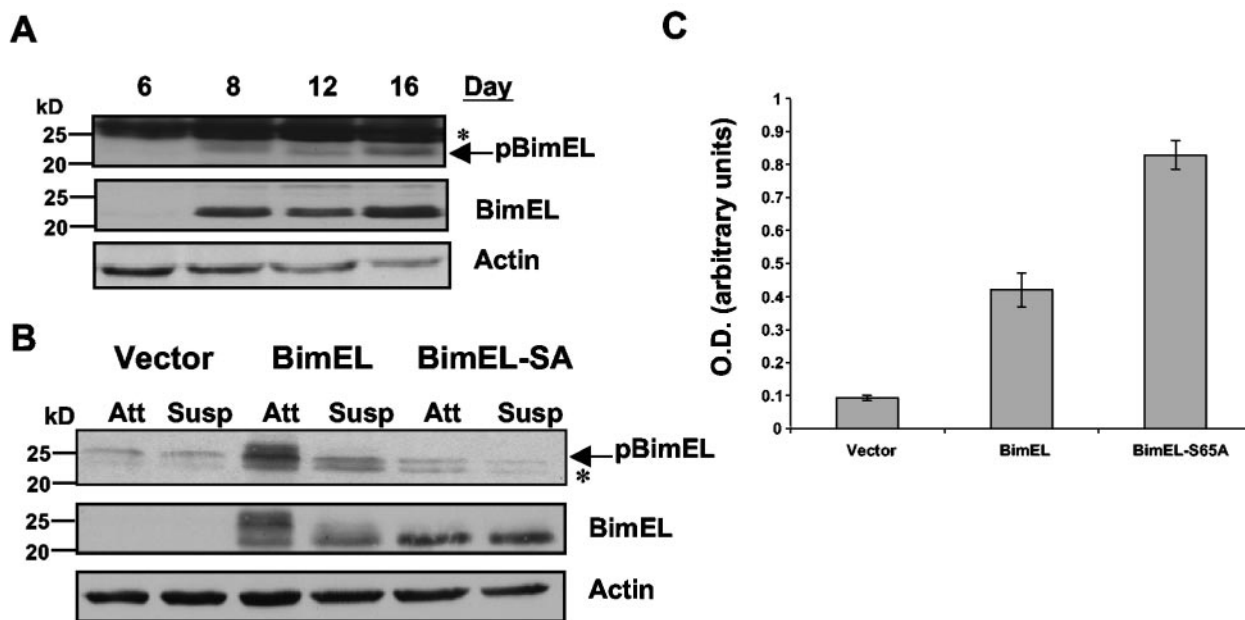 A
6 8 12 16 Day
kD
25
20
*
pBimEL
25
20
BimEL
Actin
B
Vector BimEL BimEL-SA
kD Att Susp Att Susp Att Susp
25
20
pBimEL
*
25
20
BimEL
Actin
C
O.D. (arbitrary units)
1
0.9
0.8
0.7
0.6
0.5
0.4
0.3
0.2
0.1
0
Vector BimEL BimEL-S65A